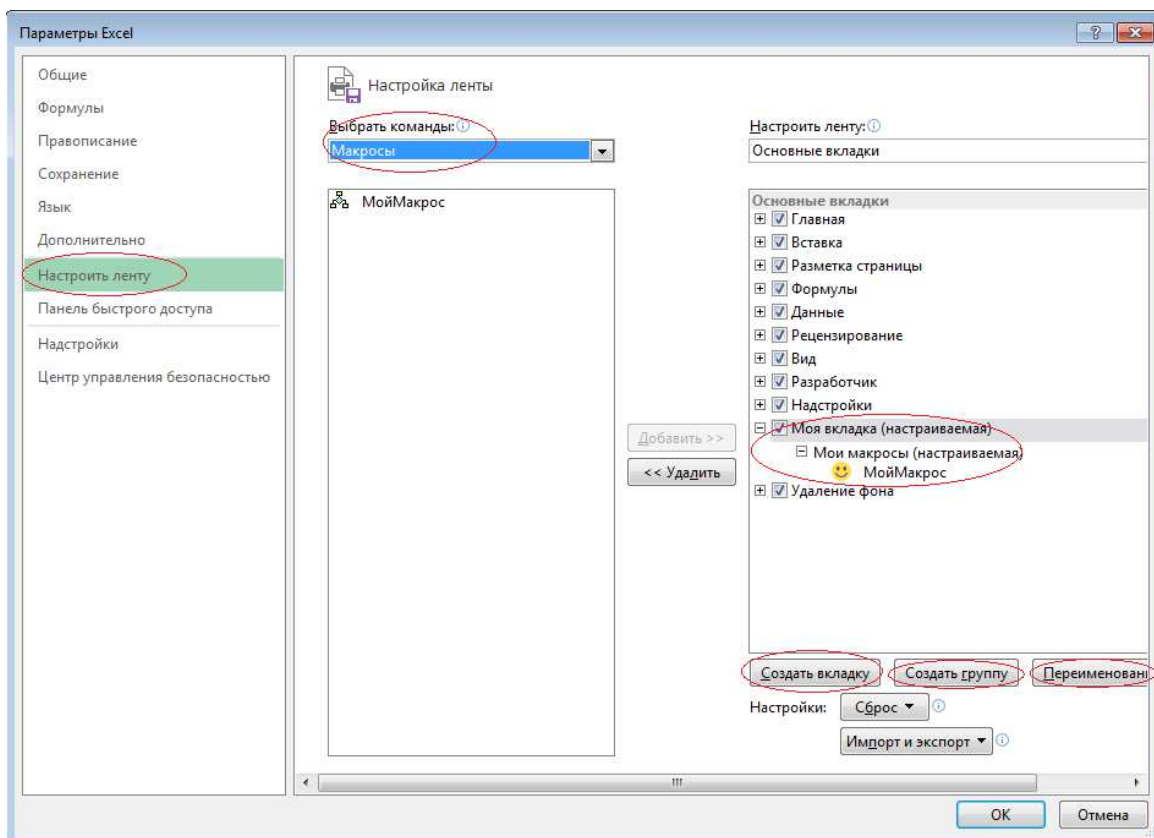 Параметры Excel
Общие
Формулы
Правописание
Сохранение
Язык
Дополнительно
Настроить ленту
Панель быстрого доступа
Надстройки
Центр управления безопасностью
Настройка ленты
Выбрать команды:
Макросы
МойМакрос
Добавить >>
<< Удалить
Настроить ленту:
Основные вкладки
Основные вкладки
Главная
Вставка
Разметка страницы
Формулы
Данные
Рецензирование
Вид
Разработчик
Надстройки
Моя вкладка (настраиваемая)
Мои макросы (настраиваемая)
МойМакрос
Удаление фона
Создать вкладку Создать группу Переименовани
Настройки: Сброс
Импорт и экспорт
ОК Отмена